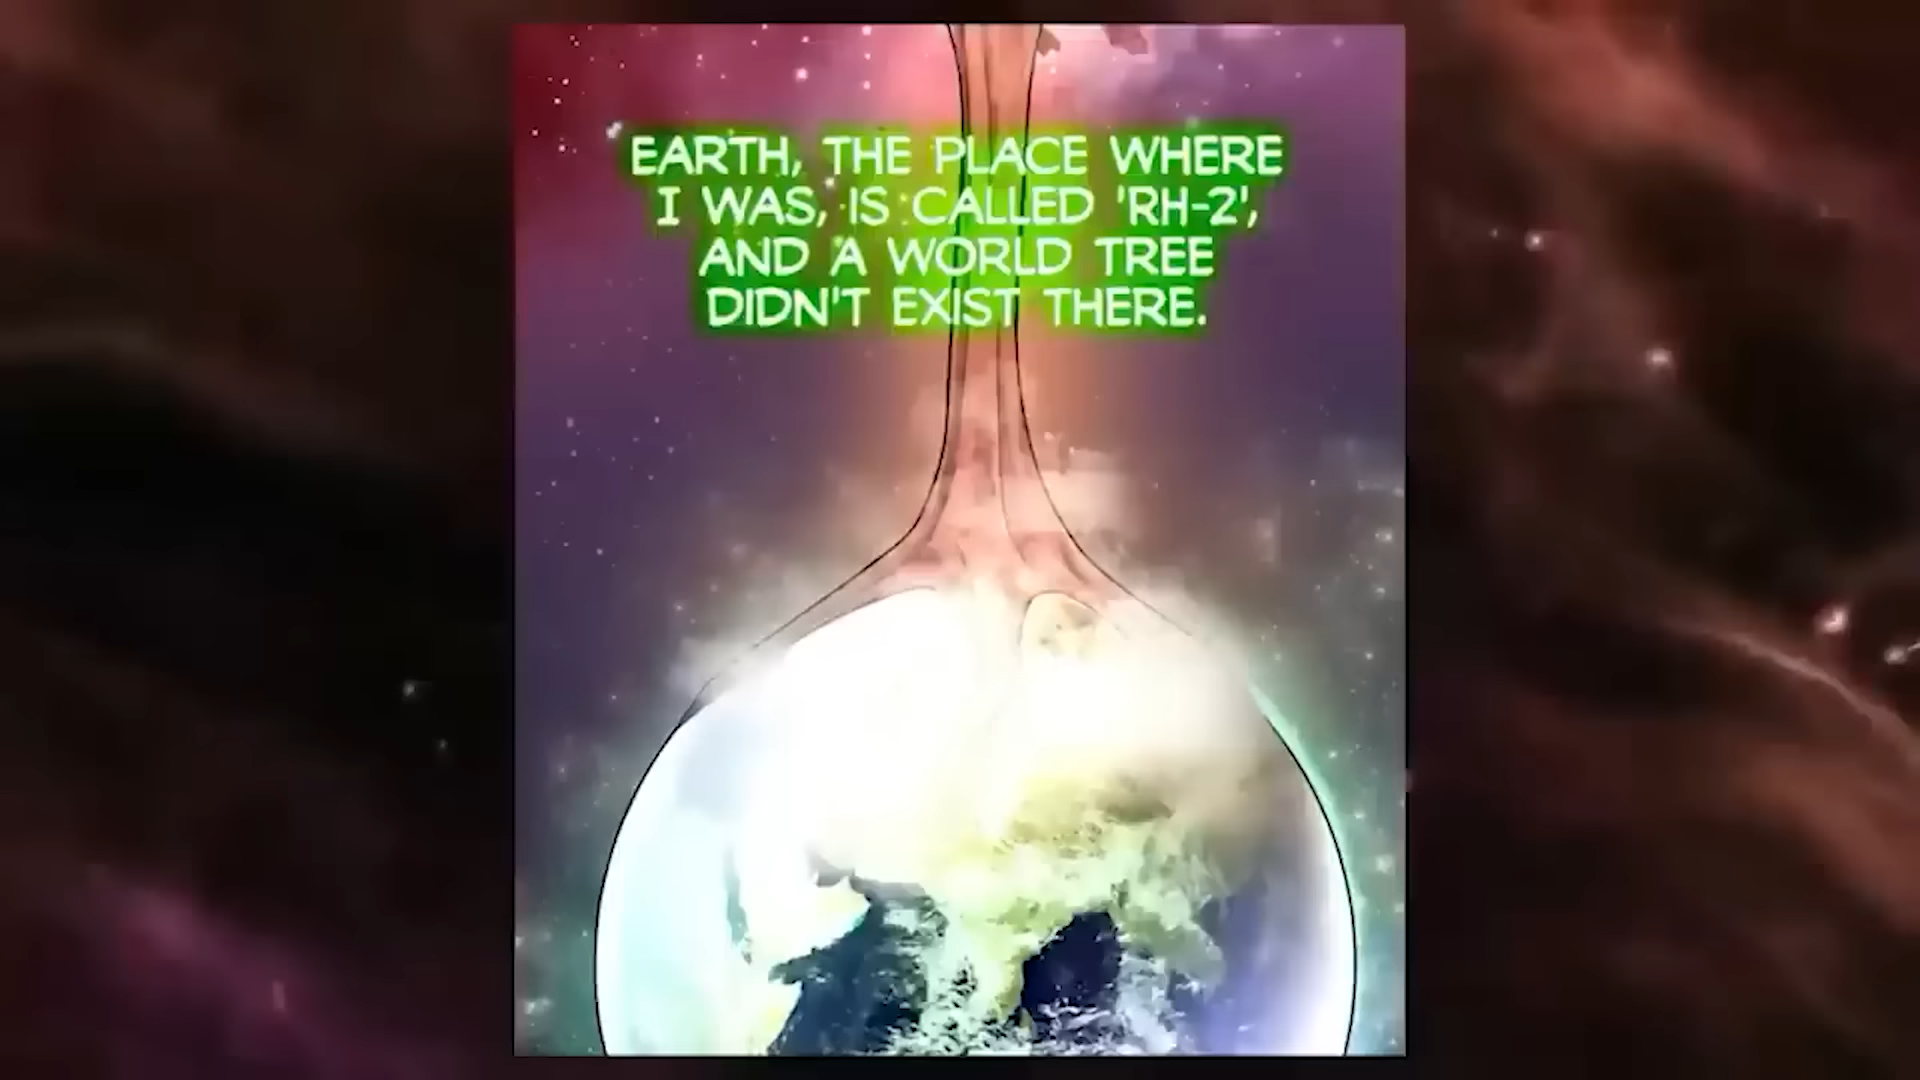 EARTH, THE PLACE WHERE
I WAS, IS CALLED 'RH-2',
AND A WORLD TREE
DIDN'T EXIST THERE.